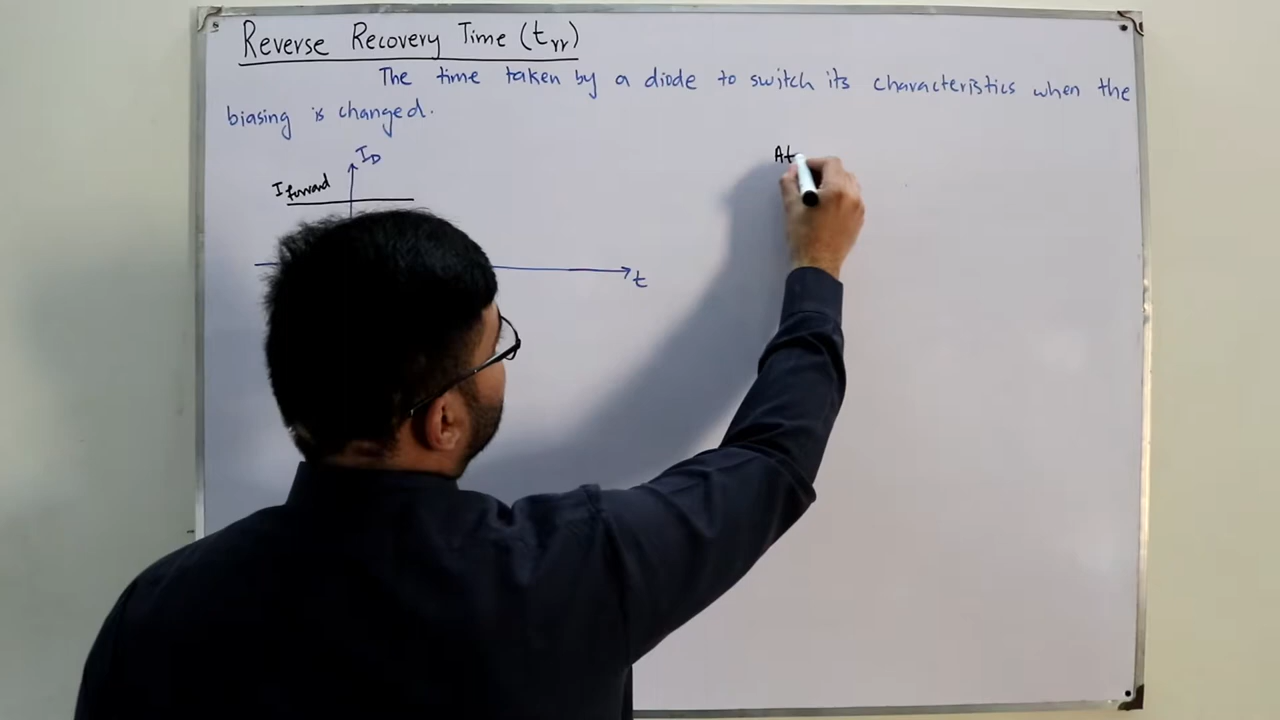 Reverse Recovery Time (trr)
The time taken by a diode to switch its characteristics when the
biasing is changed.
ID
Iforward
At
t